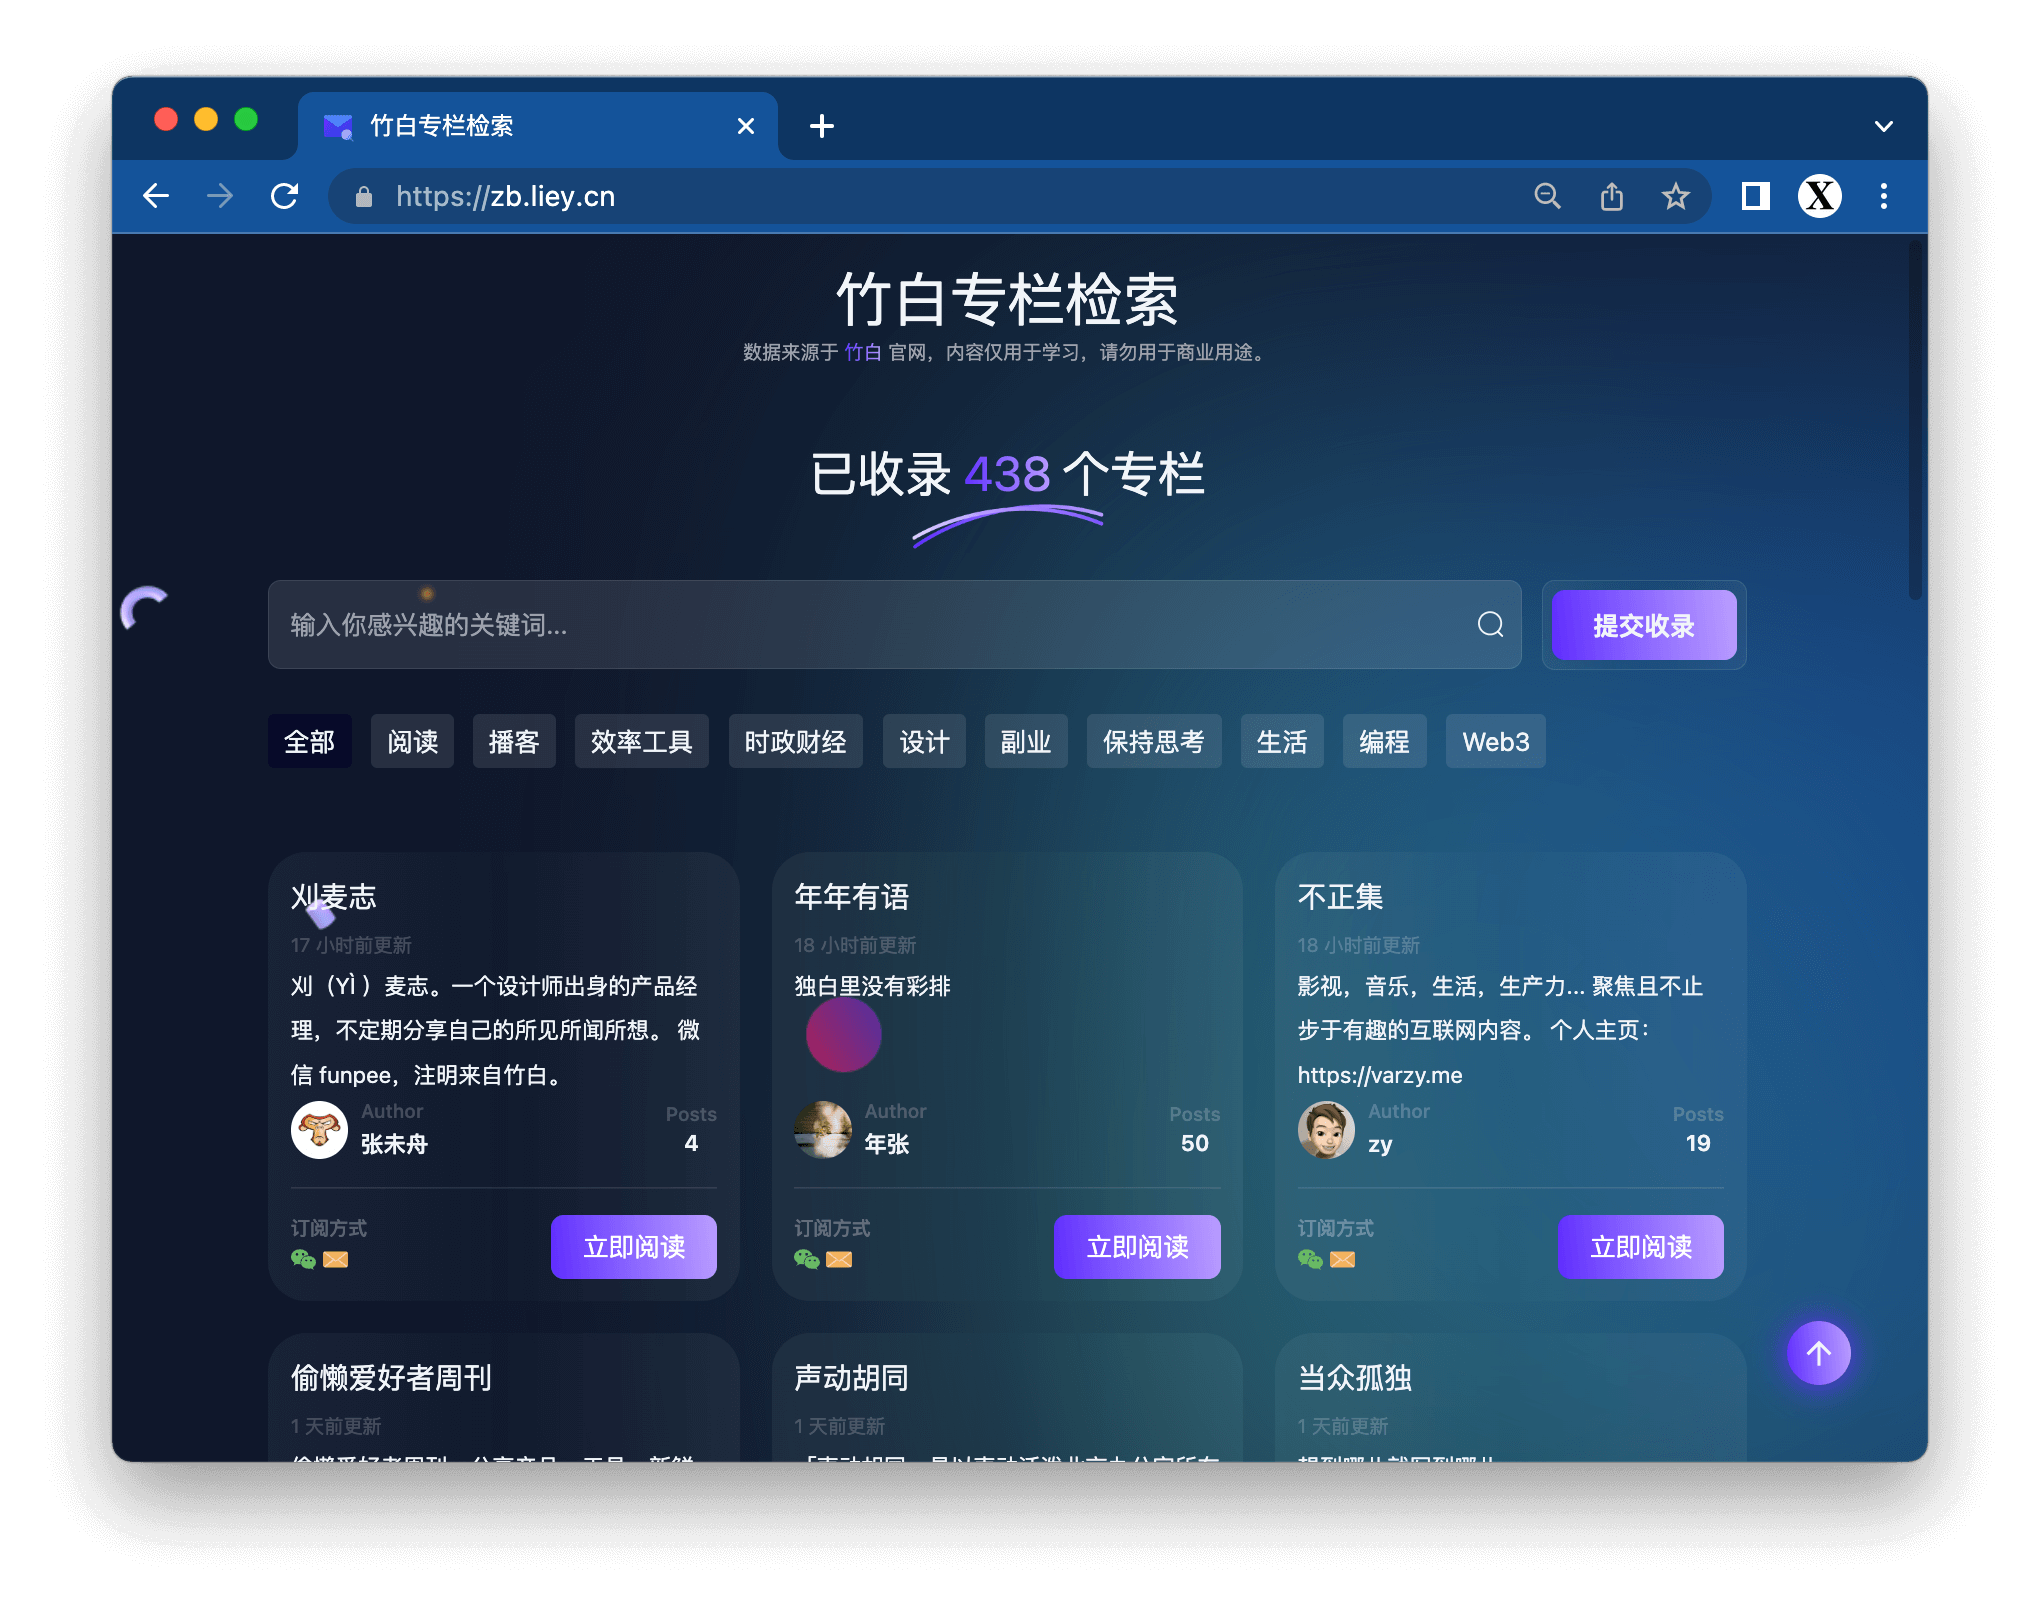 竹白专栏检索
https://zb.liey.cn
X
竹白专栏检索
数据来源于 竹白 官网，内容仅用于学习，请勿用于商业用途。
已收录 438 个专栏
输入你感兴趣的关键词...
提交收录
全部 阅读 播客 效率工具 时政财经 设计 副业 保持思考 生活 编程 Web3
刈麦志
17 小时前更新
刈（YÌ ）麦志。一个设计师出身的产品经
理，不定期分享自己的所见所闻所想。 微
信 funpee，注明来自竹白。
Author
张未舟
Posts
4
订阅方式
立即阅读
年年有语
18 小时前更新
独白里没有彩排
Author
年张
Posts
50
订阅方式
立即阅读
不正集
18 小时前更新
影视，音乐，生活，生产力... 聚焦且不止
步于有趣的互联网内容。 个人主页：
https://varzy.me
Author
zy
Posts
19
订阅方式
立即阅读
偷懒爱好者周刊
1 天前更新
声动胡同
1 天前更新
当众孤独
1 天前更新